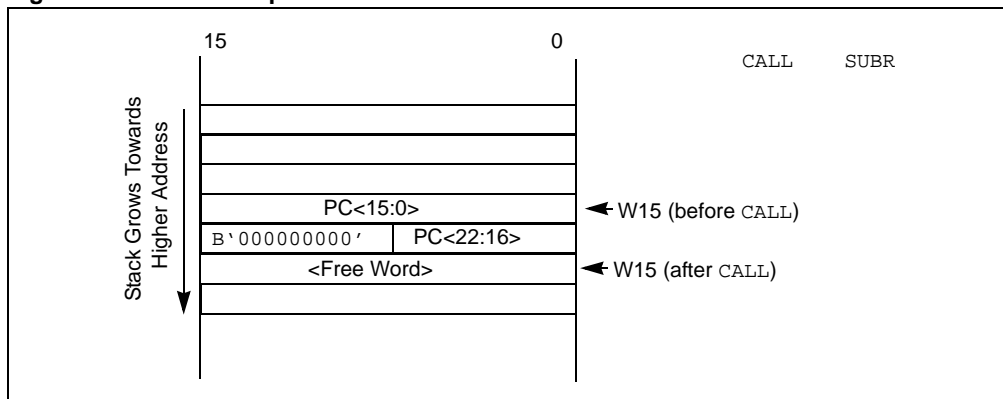 15 0
CALL SUBR
Stack Grows Towards
Higher Address
PC<15:0>
W15 (before CALL)
B'000000000' PC<22:16>
<Free Word>
W15 (after CALL)